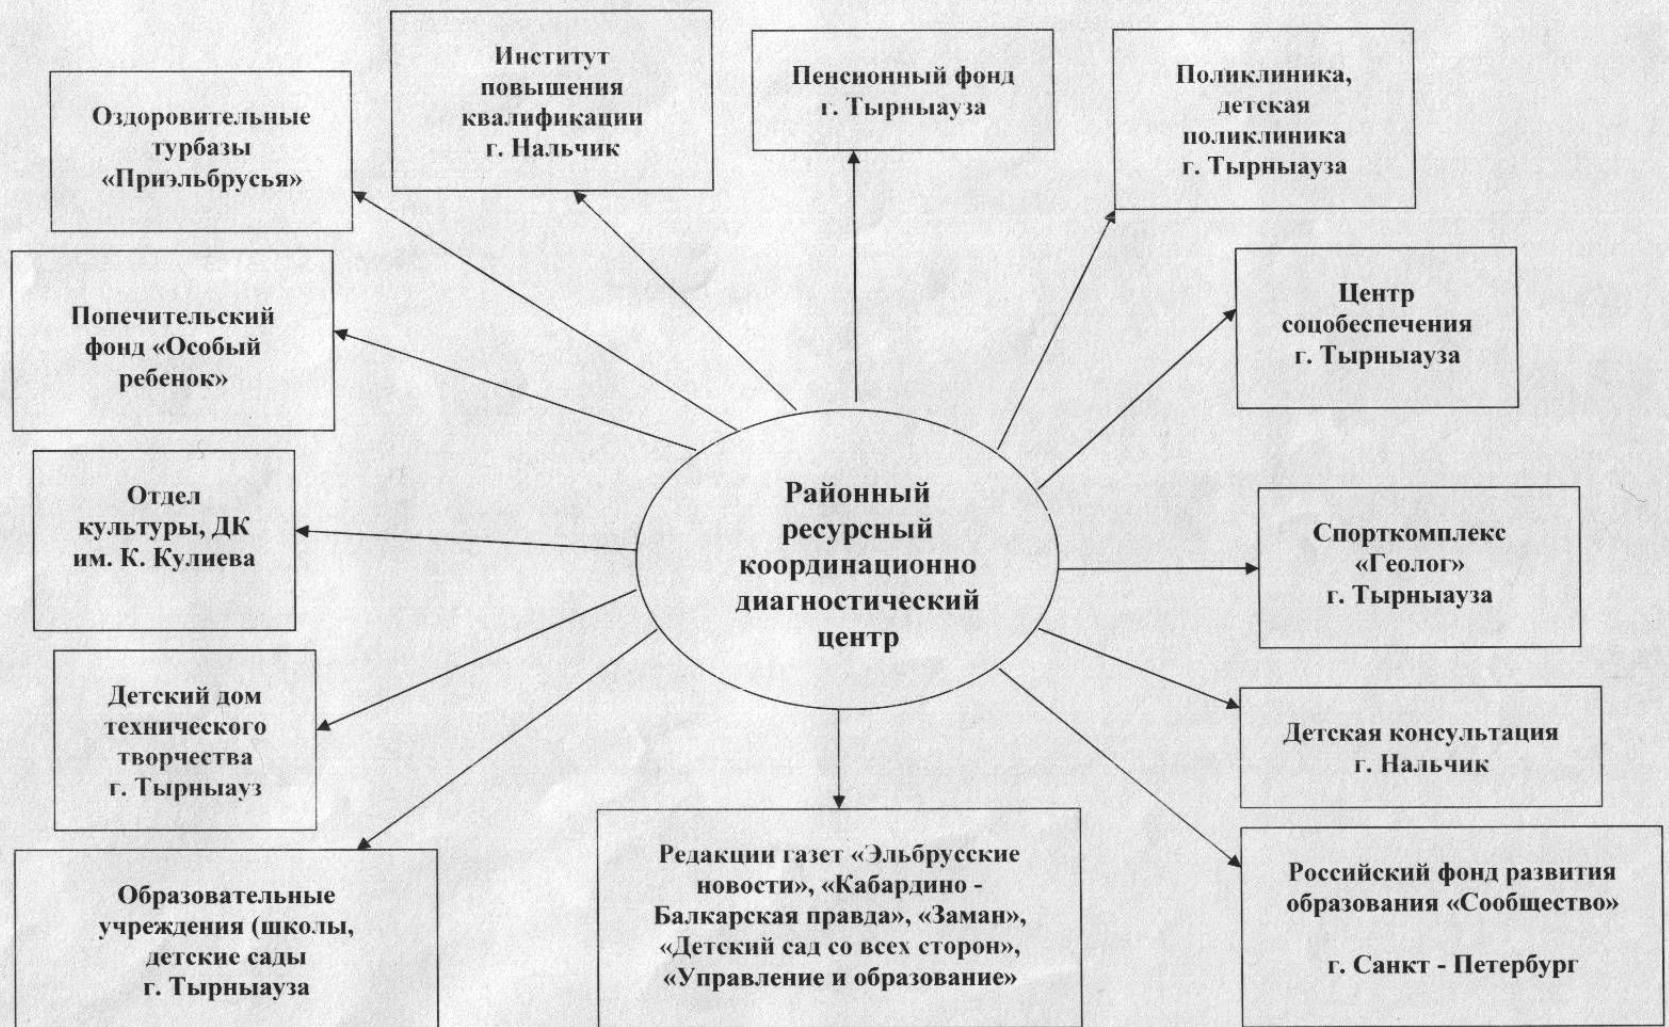 Институт
повышения
квалификации
г. Нальчик
Пенсионный фонд
г. Тырныауза
Поликлиника,
детская
поликлиника
г. Тырныауза
Оздоровительные
турбазы
«Приэльбрусья»
Центр
соцобеспечения
г. Тырныауза
Попечительский
фонд «Особый
ребенок»
Отдел
культуры, ДК
им. К. Кулиева
Районный
ресурсный
координационно
диагностический
центр
Спорткомплекс
«Геолог»
г. Тырныауза
Детский дом
технического
творчества
г. Тырныауз
Детская консультация
г. Нальчик
Образовательные
учреждения (школы,
детские сады
г. Тырныауза
Редакции газет «Эльбрусские
новости», «Кабардино -
Балкарская правда», «Заман»,
«Детский сад со всех сторон»,
«Управление и образование»
Российский фонд развития
образования «Сообщество»
г. Санкт - Петербург